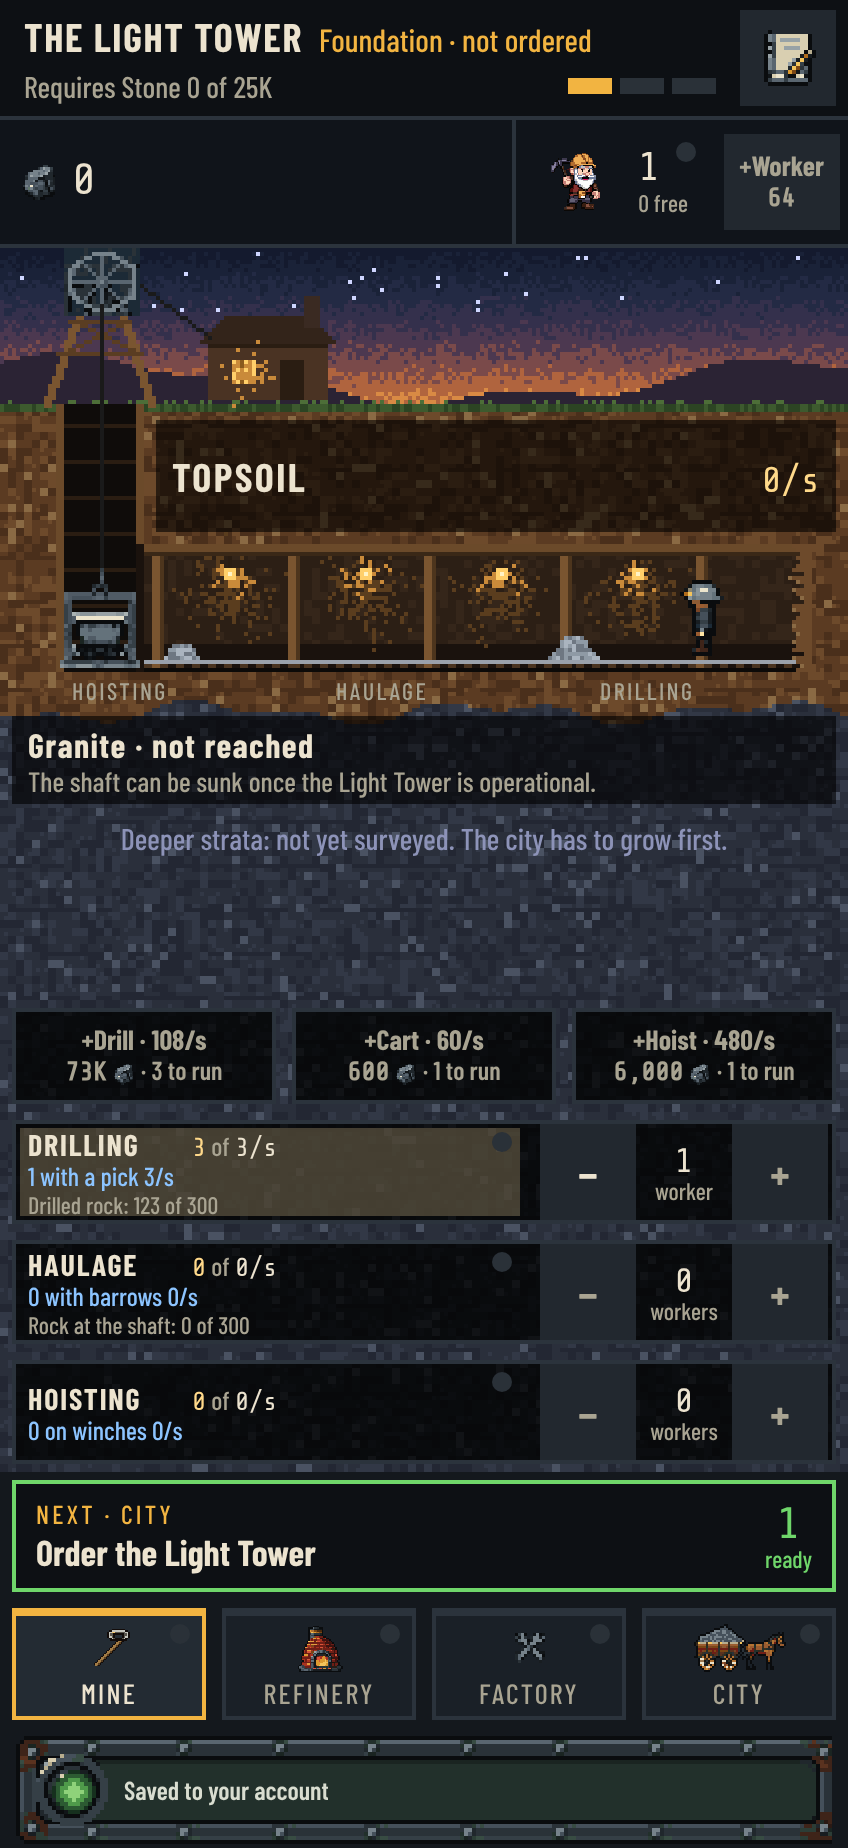 THE LIGHT TOWER Foundation · not ordered
Requires Stone 0 of 25K
0
1
0 free
+Worker
64
TOPSOIL 0/s
HOISTING HAULAGE DRILLING
Granite · not reached
The shaft can be sunk once the Light Tower is operational.
Deeper strata: not yet surveyed. The city has to grow first.
+Drill · 108/s
73K · 3 to run
+Cart · 60/s
600 · 1 to run
+Hoist · 480/s
6,000 · 1 to run
DRILLING 3 of 3/s
1 with a pick 3/s
Drilled rock: 123 of 300
− 1 +
worker
HAULAGE 0 of 0/s
0 with barrows 0/s
Rock at the shaft: 0 of 300
− 0 +
workers
HOISTING 0 of 0/s
0 on winches 0/s
− 0 +
workers
NEXT · CITY
Order the Light Tower
1
ready
MINE REFINERY FACTORY CITY
Saved to your account